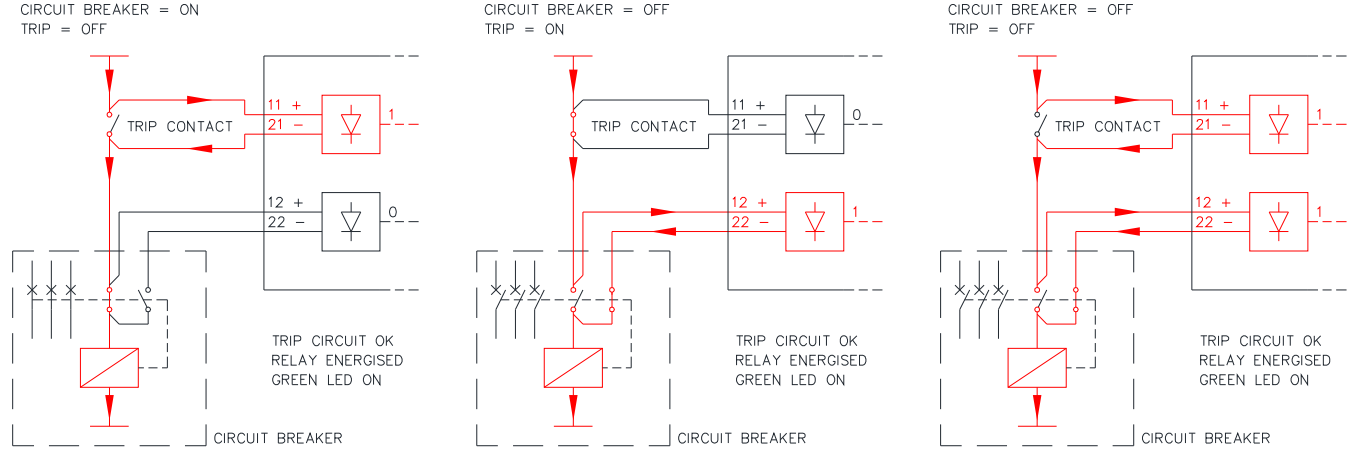 CIRCUIT BREAKER = ON
TRIP = OFF
11 +
1
TRIP CONTACT
21 -
12 +
0
22 -
TRIP CIRCUIT OK
RELAY ENERGISED
GREEN LED ON
CIRCUIT BREAKER
CIRCUIT BREAKER = OFF
TRIP = ON
11 +
0
TRIP CONTACT
21 -
12 +
1
22 -
TRIP CIRCUIT OK
RELAY ENERGISED
GREEN LED ON
CIRCUIT BREAKER
CIRCUIT BREAKER = OFF
TRIP = OFF
11 +
1
TRIP CONTACT
21 -
12 +
1
22 -
TRIP CIRCUIT OK
RELAY ENERGISED
GREEN LED ON
CIRCUIT BREAKER